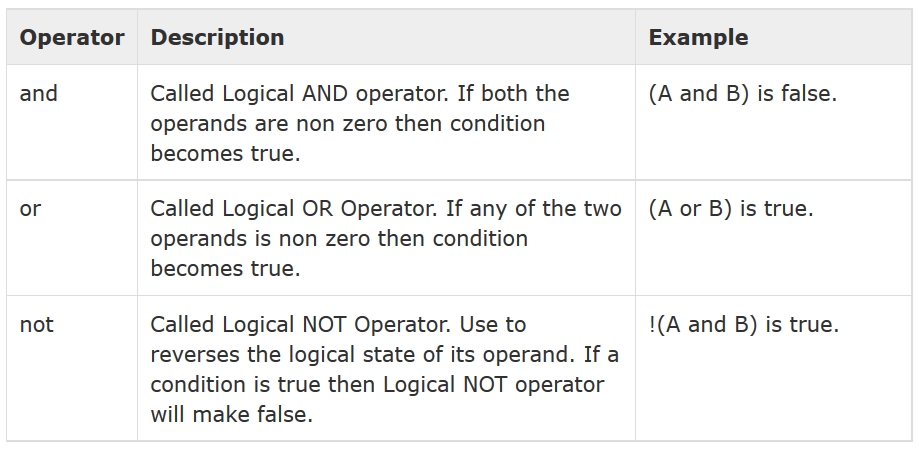 Operator Description Example
and Called Logical AND operator. If both the (A and B) is false.
operands are non zero then condition
becomes true.
or Called Logical OR Operator. If any of the two (A or B) is true.
operands is non zero then condition
becomes true.
not Called Logical NOT Operator. Use to !(A and B) is true.
reverses the logical state of its operand. If a
condition is true then Logical NOT operator
will make false.